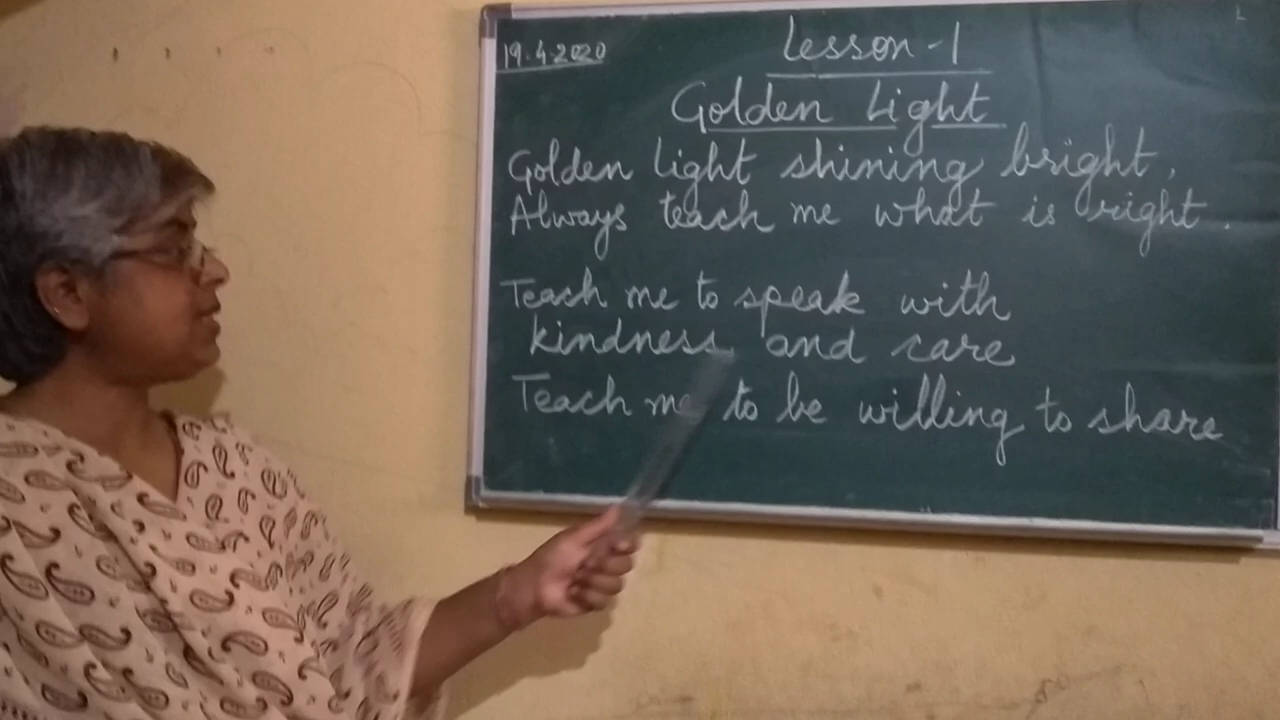 19.4.2020
Lesson-1
Golden Light
Golden light shining bright,
Always teach me what is right.
Teach me to speak with
kindness and care
Teach me to be willing to share